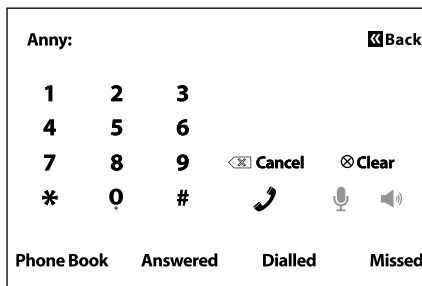 Anny: Back
1 2 3
4 5 6
7 8 9 Cancel Clear
* 0 #
+
Phone Book Answered Dialled Missed